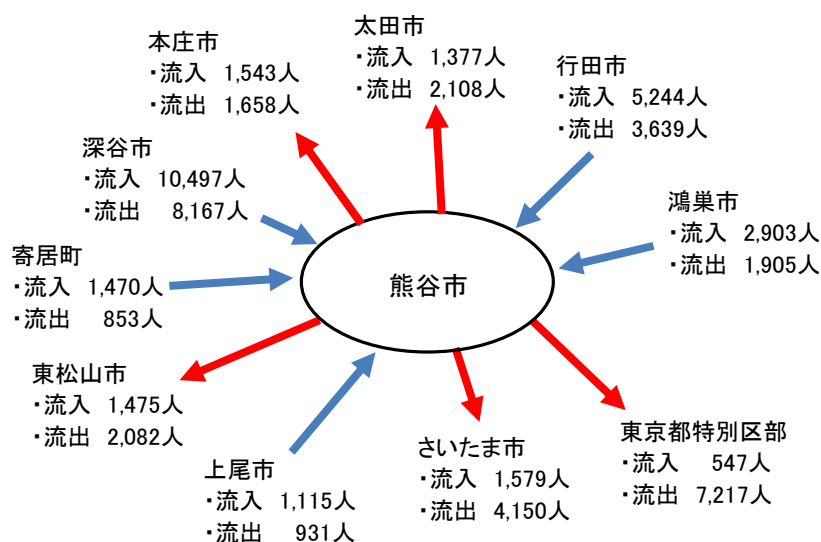 本庄市
・流入 1,543人
・流出 1,658人
太田市
・流入 1,377人
・流出 2,108人
行田市
・流入 5,244人
・流出 3,639人
深谷市
・流入 10,497人
・流出 8,167人
鴻巣市
・流入 2,903人
・流出 1,905人
寄居町
・流入 1,470人
・流出 853人
熊谷市
東松山市
・流入 1,475人
・流出 2,082人
上尾市
・流入 1,115人
・流出 931人
さいたま市
・流入 1,579人
・流出 4,150人
東京都特別区部
・流入 547人
・流出 7,217人